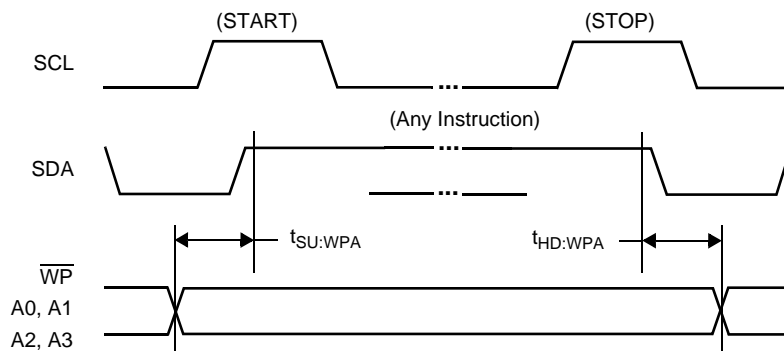 (START) (STOP)
SCL
...
(Any Instruction)
SDA
...
...
tSU:WPA tHD:WPA
WP
A0, A1
A2, A3